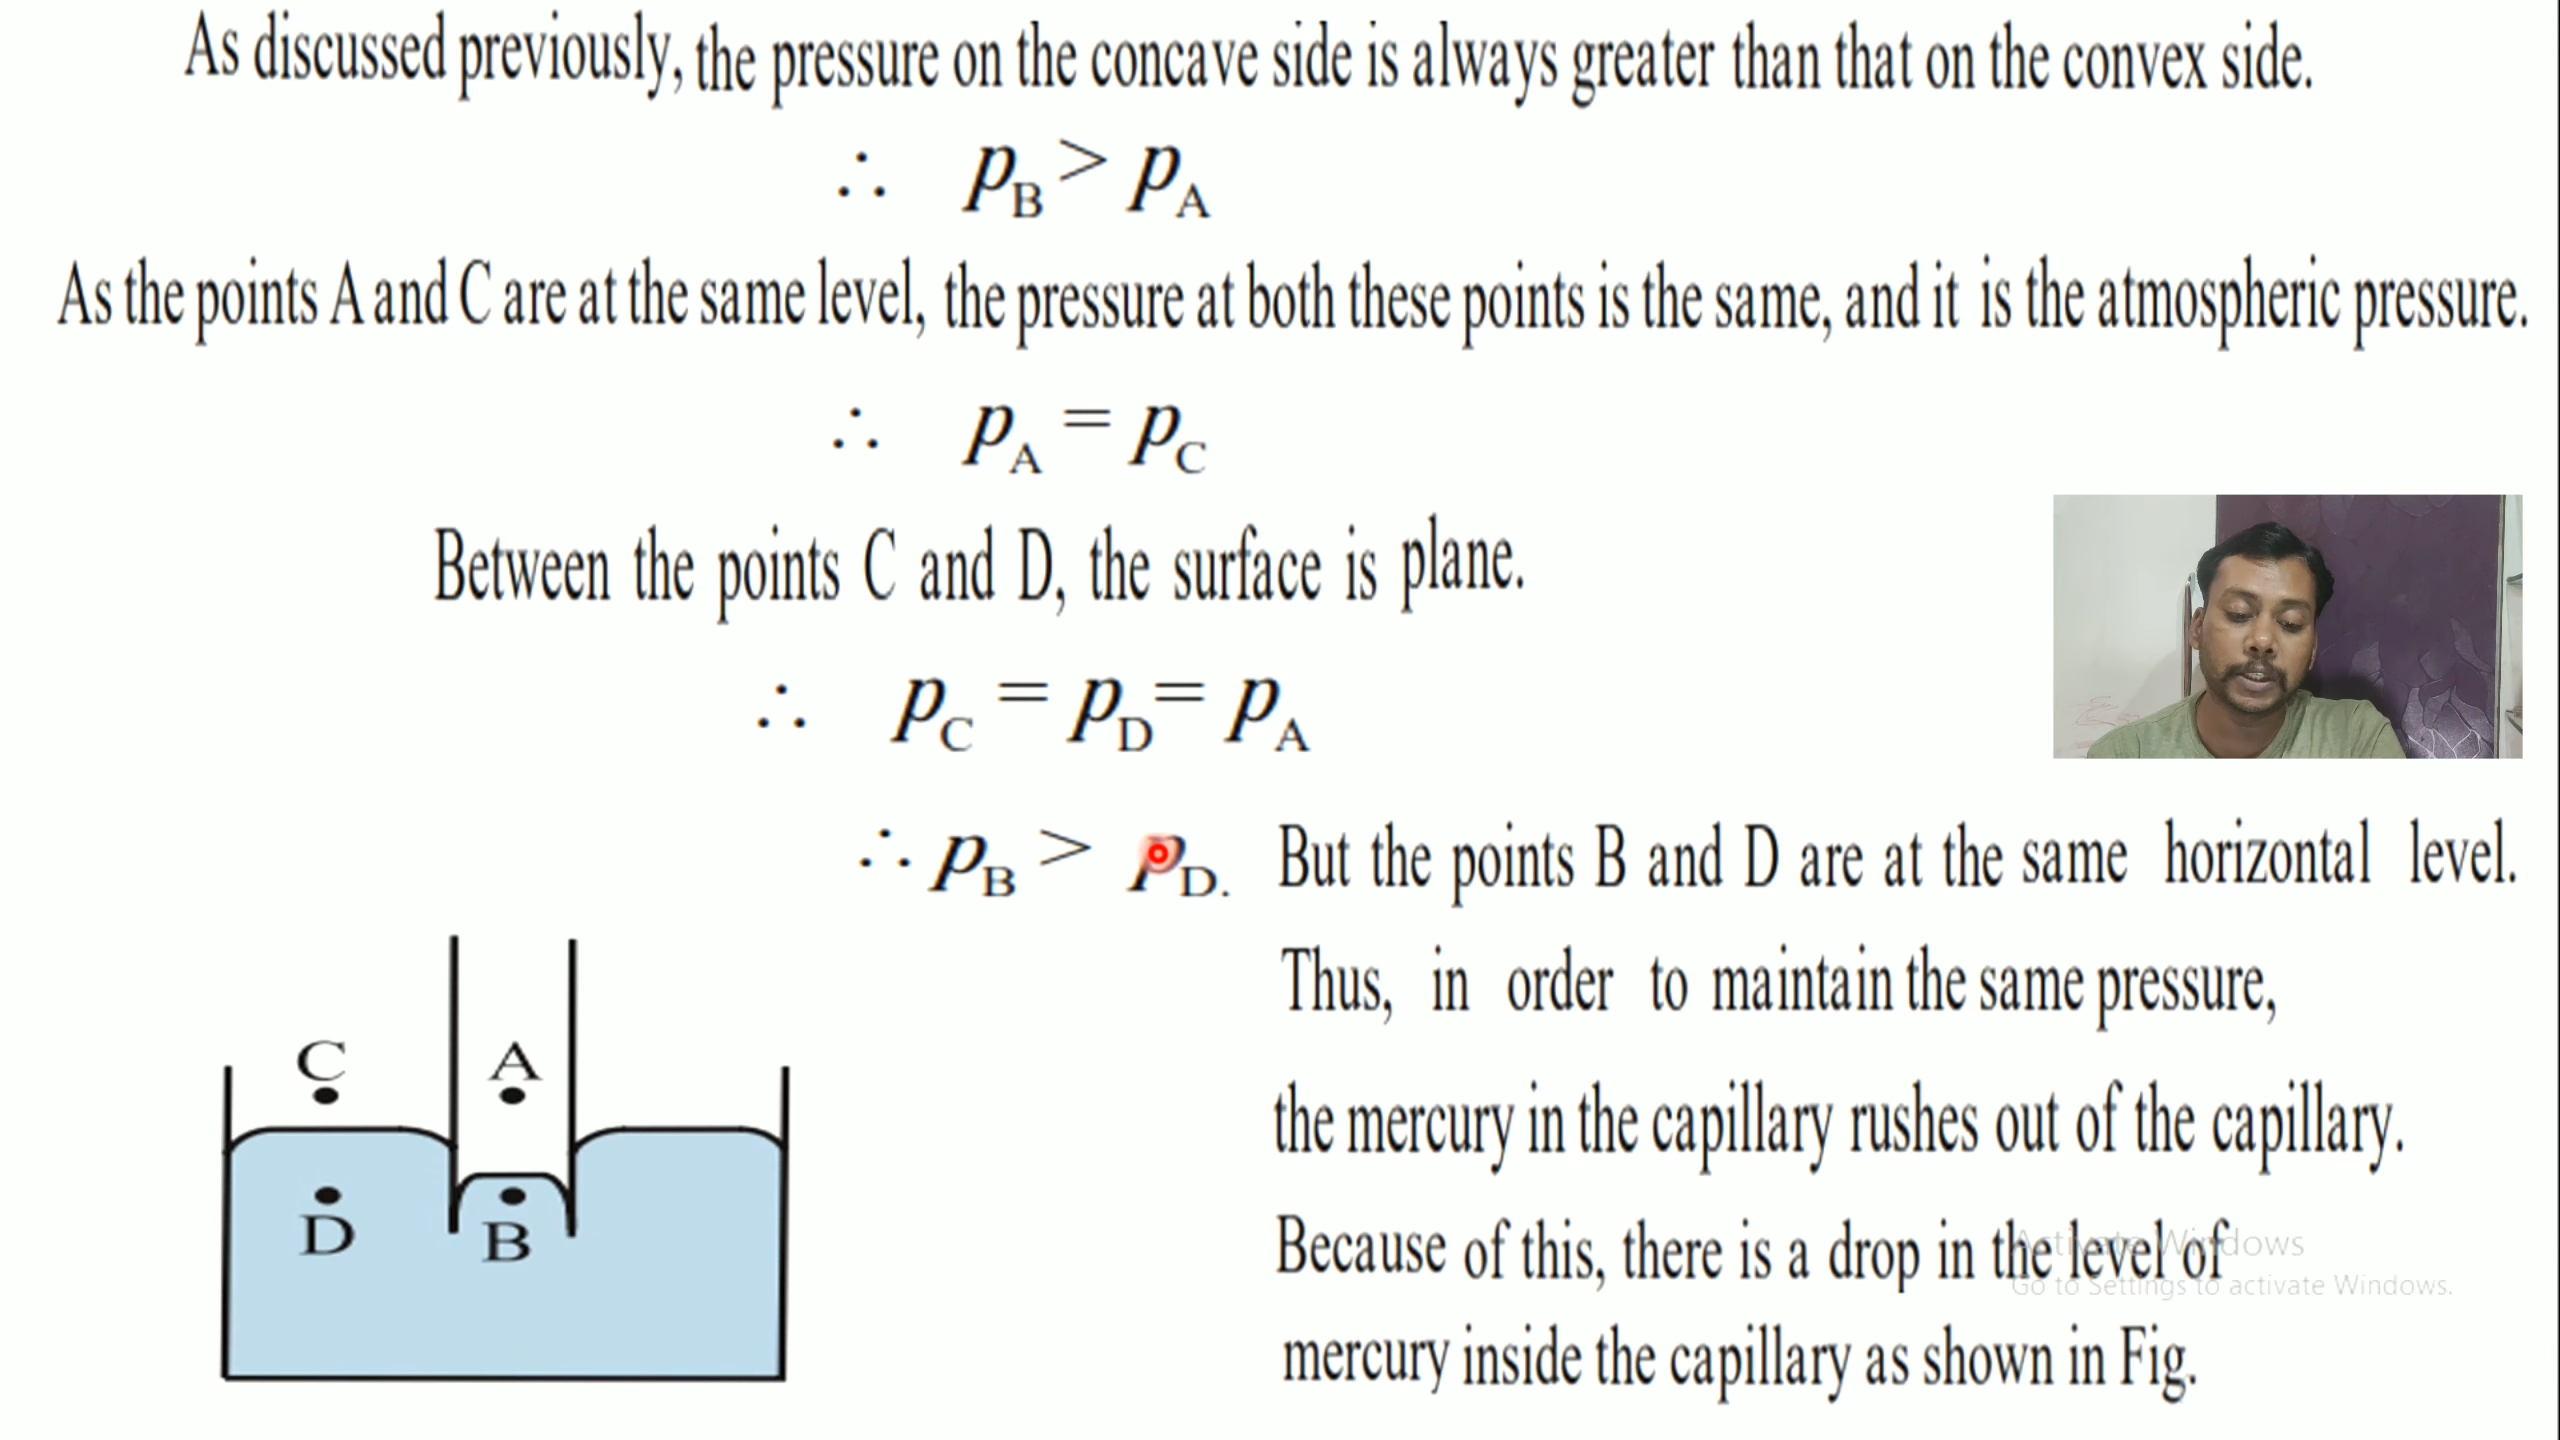 As discussed previously, the pressure on the concave side is always greater than that on the convex side.
∴ pB > pA
As the points A and C are at the same level, the pressure at both these points is the same, and it is the atmospheric pressure.
∴ pA = pC
Between the points C and D, the surface is plane.
∴ pC = pD = pA
∴ pB > pD. But the points B and D are at the same horizontal level.
Thus, in order to maintain the same pressure,
the mercury in the capillary rushes out of the capillary.
Because of this, there is a drop in the level of
mercury inside the capillary as shown in Fig.
C A
D B
Activate Windows
Go to Settings to activate Windows.